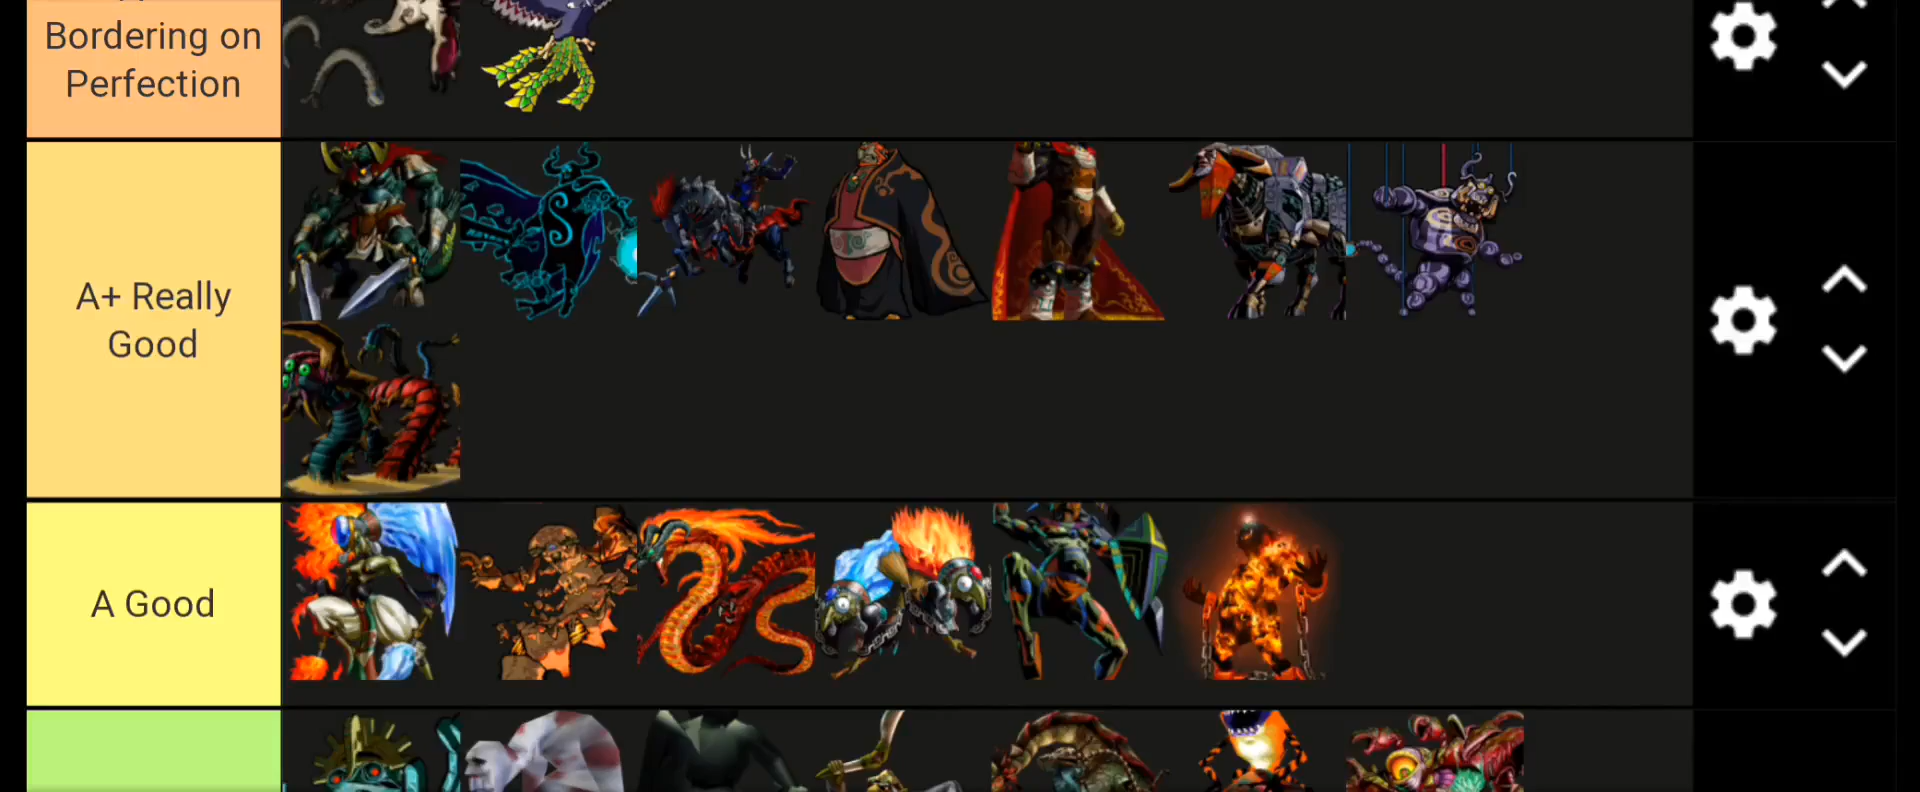 Bordering on
Perfection
A+ Really
Good
A Good